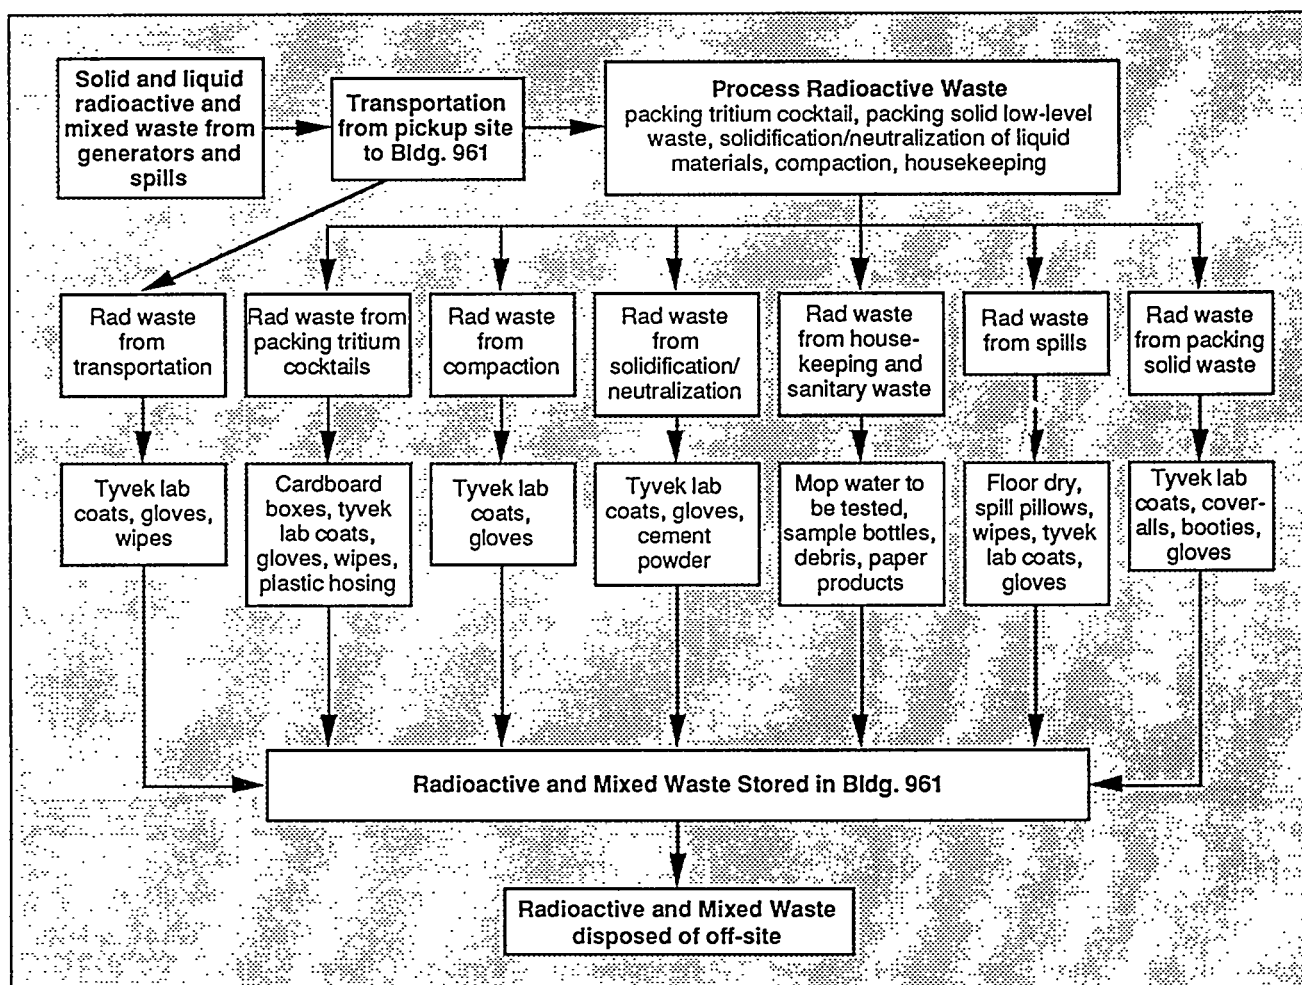 Solid and liquid
radioactive and
mixed waste from
generators and
spills
Transportation
from pickup site
to Bldg. 961
Process Radioactive Waste
packing tritium cocktail, packing solid low-level
waste, solidification/neutralization of liquid
materials, compaction, housekeeping
Rad waste
from
transportation
Rad waste from
packing tritium
cocktails
Rad waste
from
compaction
Rad waste
from
solidification/
neutralization
Rad waste
from house-
keeping and
sanitary waste
Rad waste
from spills
Rad waste
from packing
solid waste
Tyvek lab
coats, gloves,
wipes
Cardboard
boxes, tyvek
lab coats,
gloves, wipes,
plastic hosing
Tyvek lab
coats,
gloves
Tyvek lab
coats, gloves,
cement
powder
Mop water to
be tested,
sample bottles,
debris, paper
products
Floor dry,
spill pillows,
wipes, tyvek
lab coats,
gloves
Tyvek lab
coats, cover-
alls, booties,
gloves
Radioactive and Mixed Waste Stored in Bldg. 961
Radioactive and Mixed Waste
disposed of off-site